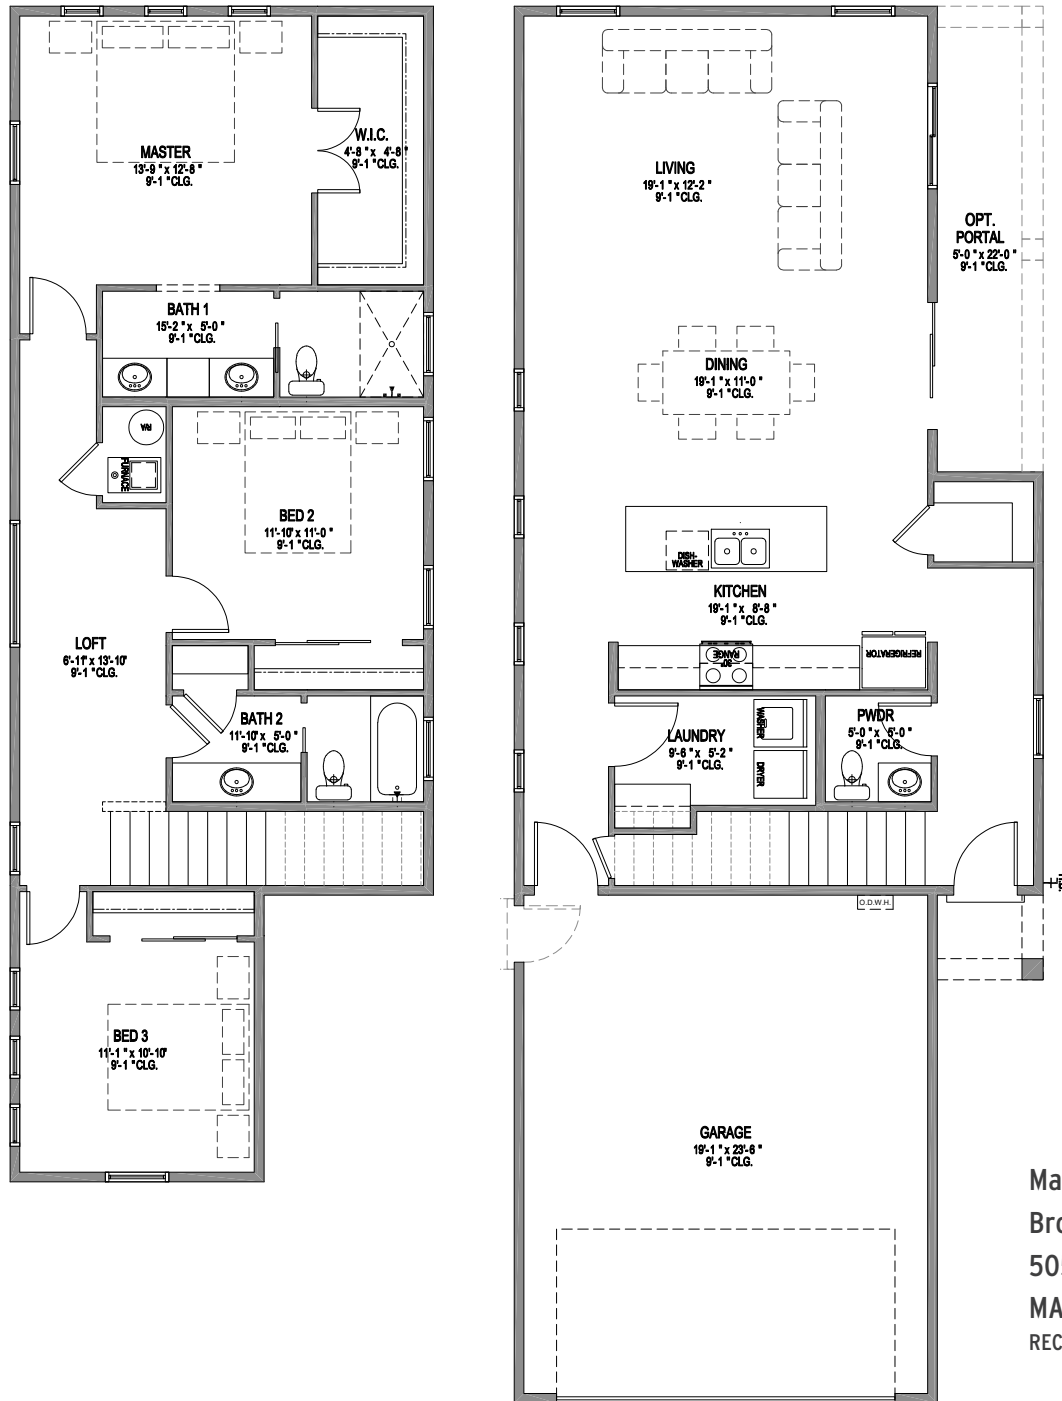 MASTER
13'-9" x 12'-8"
9'-1" CLG.
W.I.C.
4'-8" x 4'-8"
9'-1" CLG.
BATH 1
15'-2" x 5'-0"
9'-1" CLG.
R/A
FURNACE
BED 2
11'-10" x 11'-0"
9'-1" CLG.
LOFT
6'-11" x 13'-10"
9'-1" CLG.
BATH 2
11'-10" x 5'-0"
9'-1" CLG.
BED 3
11'-1" x 10'-10"
9'-1" CLG.
LIVING
19'-1" x 12'-2"
9'-1" CLG.
OPT.
PORTAL
5'-0" x 22'-0"
9'-1" CLG.
DINING
19'-1" x 11'-0"
9'-1" CLG.
DISH-
WASHER
KITCHEN
19'-1" x 8'-8"
9'-1" CLG.
30"
RANGE
REFRIGERATOR
LAUNDRY
9'-6" x 5'-2"
9'-1" CLG.
WASHER
DRYER
PWDR
5'-0" x 5'-0"
9'-1" CLG.
O.D.W.H.
GARAGE
19'-1" x 23'-6"
9'-1" CLG.
Ma
Bro
50
MA
REC